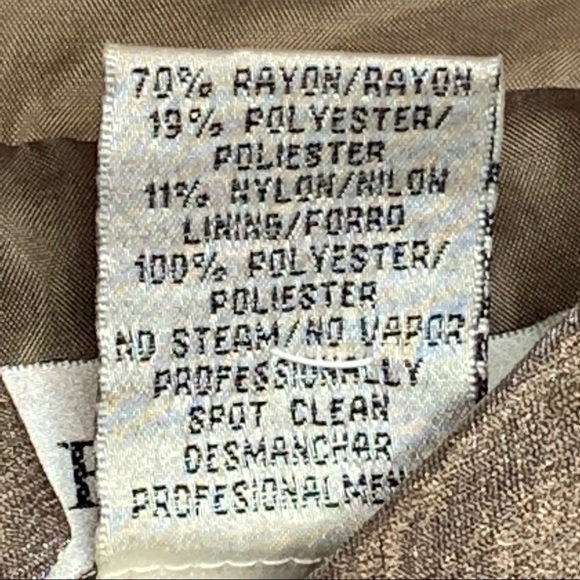 70% RAYON/RAYON
19% POLYESTER/
POLIESTER
11% NYLON/NILON
LINING/FORRO
100% POLYESTER/
POLIESTER
NO STEAM/NO VAPOR
PROFESSIONALLY
SPOT CLEAN
DESMANCHAR
PROFESIONALMEN